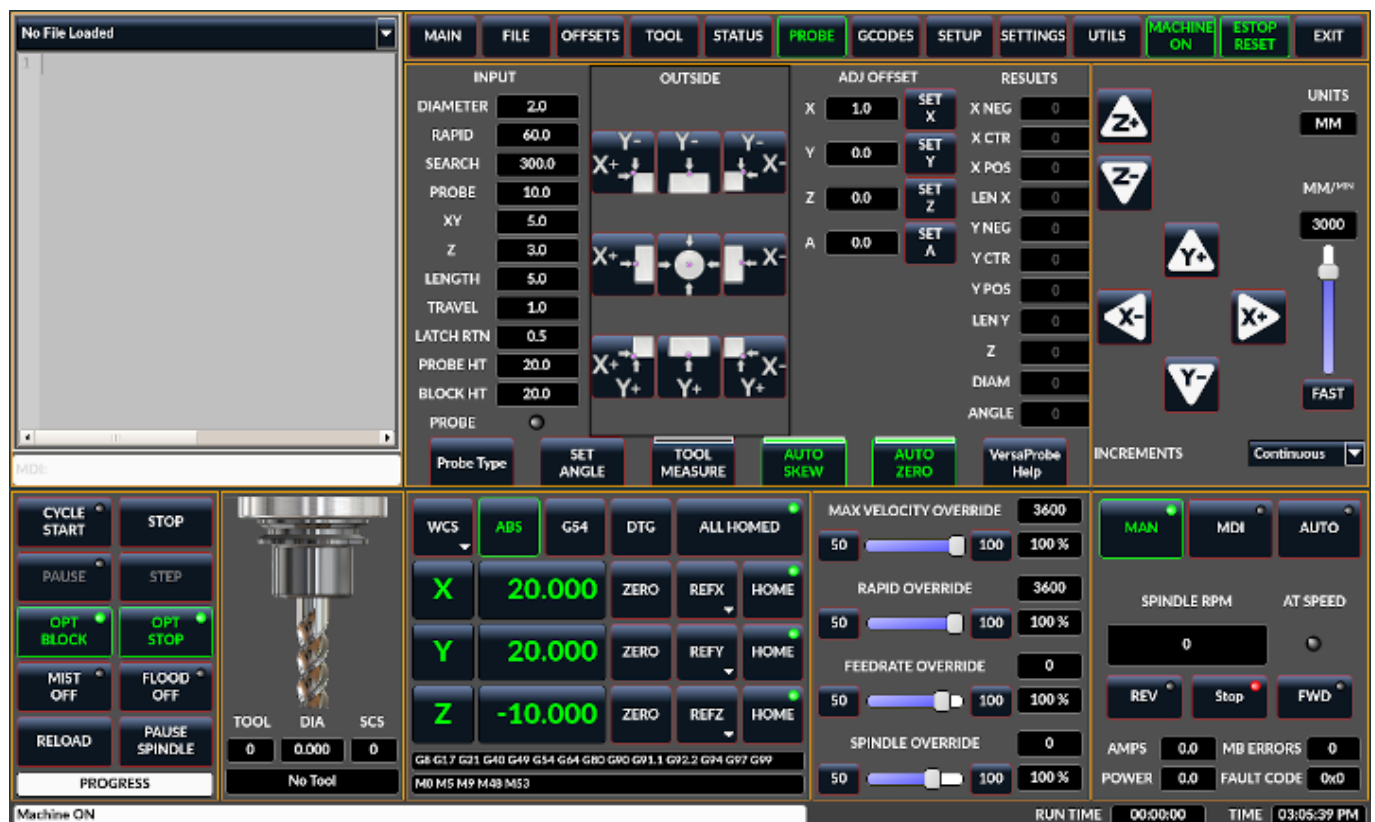 No File Loaded
MAIN FILE OFFSETS TOOL STATUS PROBE GCODES SETUP SETTINGS UTILS MACHINE ON ESTOP RESET EXIT
1
INPUT
DIAMETER 2.0
RAPID 60.0
SEARCH 300.0
PROBE 10.0
XY 5.0
Z 3.0
LENGTH 5.0
TRAVEL 1.0
LATCH RTN 0.5
PROBE HT 20.0
BLOCK HT 20.0
PROBE
OUTSIDE
Y- Y- Y-
X+ X-
X+ X-
X+ X-
Y+ Y+ Y+
ADJ OFFSET
X 1.0 SET X
Y 0.0 SET Y
Z 0.0 SET Z
A 0.0 SET A
RESULTS
X NEG 0
X CTR 0
X POS 0
LEN X 0
Y NEG 0
Y CTR 0
Y POS 0
LEN Y 0
Z 0
DIAM 0
ANGLE 0
Probe Type
SET ANGLE
TOOL MEASURE
AUTO SKEW
AUTO ZERO
VersaProbe Help
Z+
Z-
Y+
X- X+
Y-
UNITS
MM
MM/MIN
3000
FAST
INCREMENTS Continuous
MDI:
CYCLE START STOP
PAUSE STEP
OPT BLOCK OPT STOP
MIST OFF FLOOD OFF
RELOAD PAUSE SPINDLE
PROGRESS
TOOL DIA SCS
0 0.000 0
No Tool
WCS ABS G54 DTG ALL HOMED
X 20.000 ZERO REFX HOME
Y 20.000 ZERO REFY HOME
Z -10.000 ZERO REFZ HOME
G8 G17 G21 G40 G49 G54 G64 G80 G90 G91.1 G92.2 G94 G97 G99
M0 M5 M9 M48 M53
MAX VELOCITY OVERRIDE 3600
50 100 100 %
RAPID OVERRIDE 3600
50 100 100 %
FEEDRATE OVERRIDE 0
50 100 100 %
SPINDLE OVERRIDE 0
50 100 100 %
MAN MDI AUTO
SPINDLE RPM AT SPEED
0
REV Stop FWD
AMPS 0.0 MB ERRORS 0
POWER 0.0 FAULT CODE 0x0
Machine ON
RUN TIME 00:00:00 TIME 03:05:39 PM